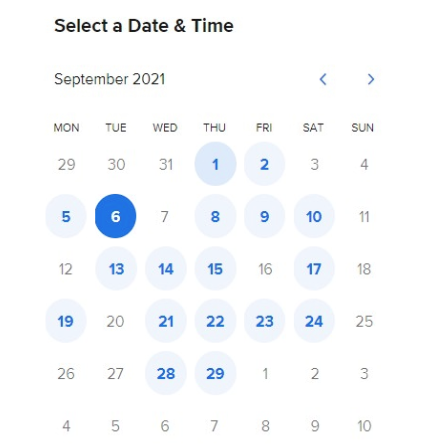 Select a Date & Time
September 2021
MON TUE WED THU FRI SAT SUN
29 30 31 1 2 3 4
5 6 7 8 9 10 11
12 13 14 15 16 17 18
19 20 21 22 23 24 25
26 27 28 29 1 2 3
4 5 6 7 8 9 10